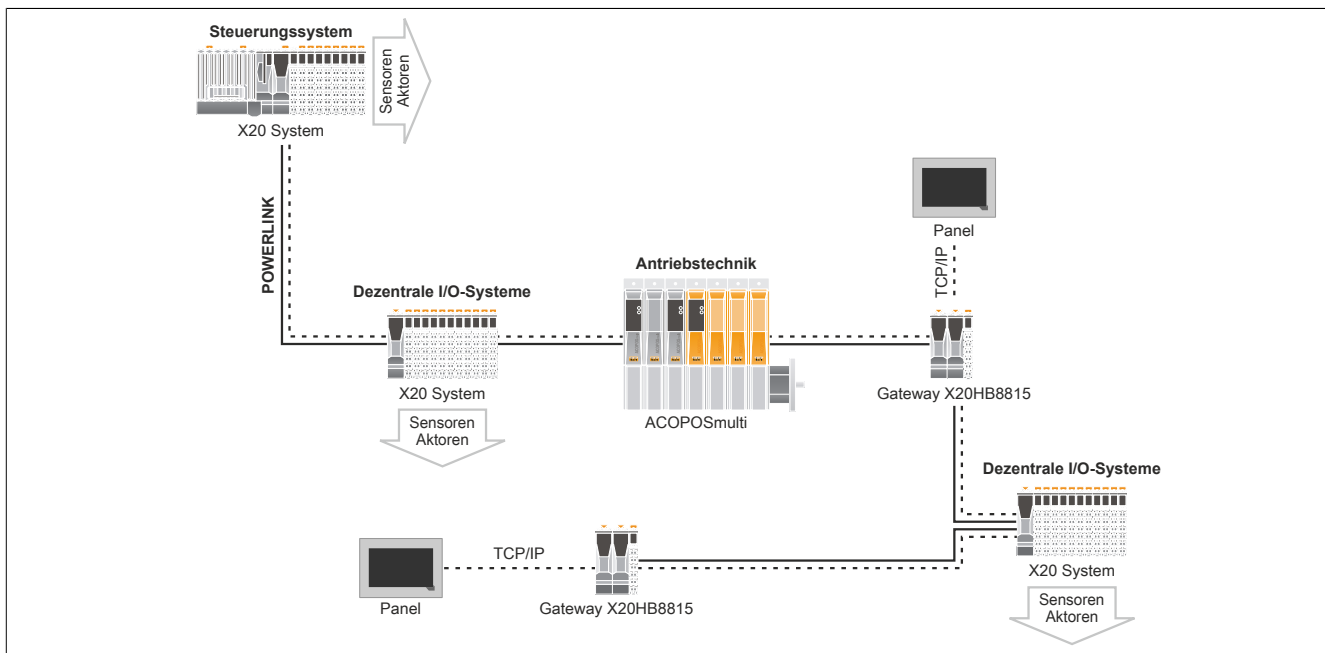 Steuerungssystem
Sensoren
Aktoren
X20 System
POWERLINK
Panel
TCP/IP
Antriebstechnik
Dezentrale I/O-Systeme
X20 System
Gateway X20HB8815
Sensoren
Aktoren
ACOPOSmulti
Dezentrale I/O-Systeme
TCP/IP
X20 System
Panel
Gateway X20HB8815
Sensoren
Aktoren